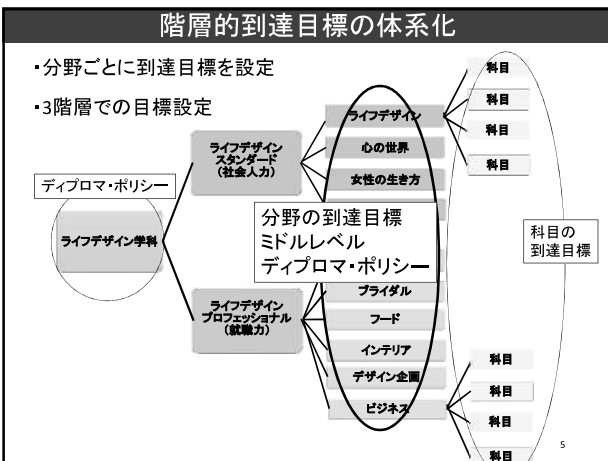 階層的到達目標の体系化
・分野ごとに到達目標を設定
・3階層での目標設定
ディプロマ・ポリシー
ライフデザイン学科
ライフデザイン
スタンダード
(社会人力)
ライフデザイン
プロフェッショナル
(就職力)
ライフデザイン
心の世界
女性の生き方
分野の到達目標
ミドルレベル
ディプロマ・ポリシー
ブライダル
フード
インテリア
デザイン企画
ビジネス
科目
科目
科目
科目
科目の
到達目標
科目
科目
科目
科目
5